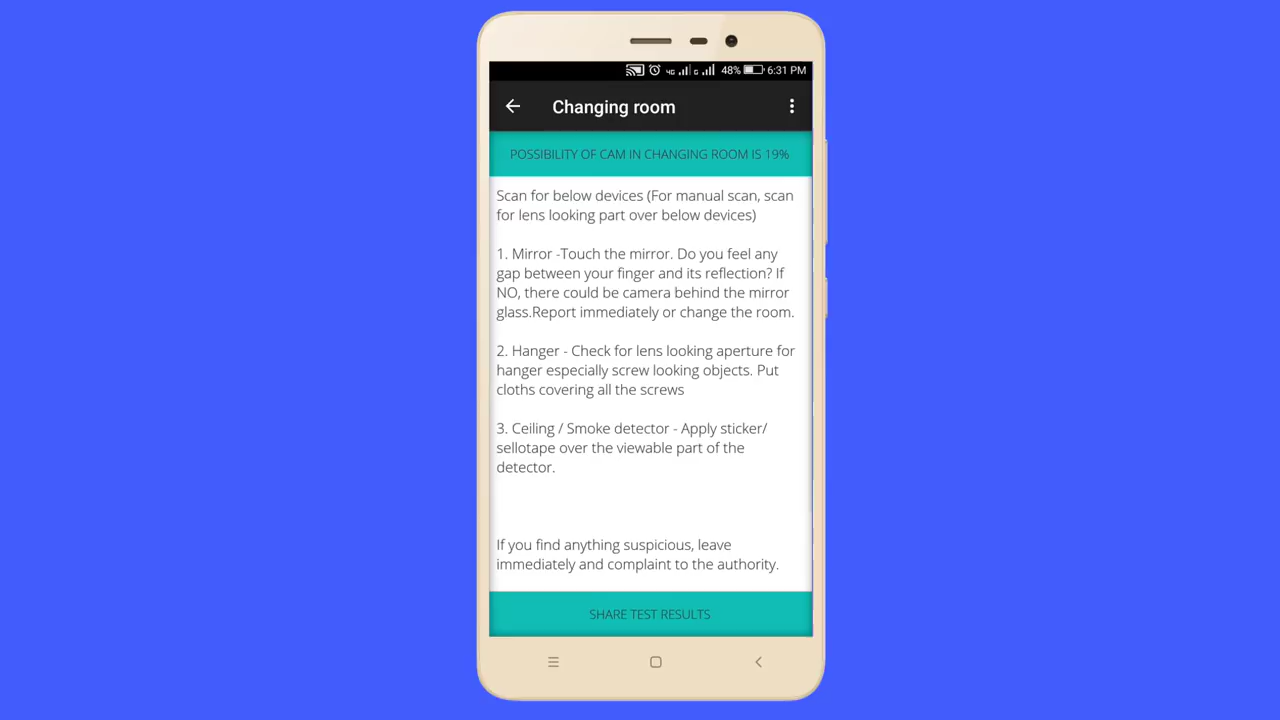 4G G 48% 6:31 PM
Changing room
POSSIBILITY OF CAM IN CHANGING ROOM IS 19%
Scan for below devices (For manual scan, scan
for lens looking part over below devices)
1. Mirror -Touch the mirror. Do you feel any
gap between your finger and its reflection? If
NO, there could be camera behind the mirror
glass.Report immediately or change the room.
2. Hanger - Check for lens looking aperture for
hanger especially screw looking objects. Put
cloths covering all the screws
3. Ceiling / Smoke detector - Apply sticker/
sellotape over the viewable part of the
detector.
If you find anything suspicious, leave
immediately and complaint to the authority.
SHARE TEST RESULTS